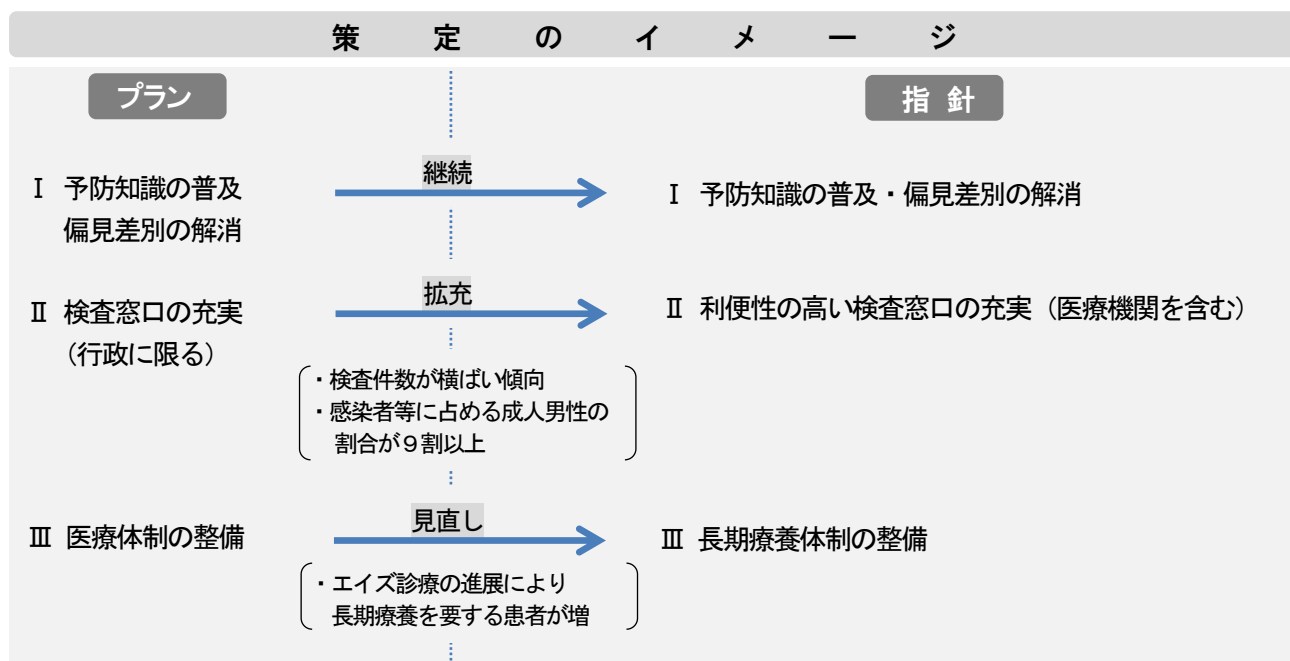 策定のイメージ
プラン
指針
継続
Ⅰ 予防知識の普及
偏見差別の解消
Ⅰ 予防知識の普及・偏見差別の解消
拡充
Ⅱ 検査窓口の充実
(行政に限る)
Ⅱ 利便性の高い検査窓口の充実(医療機関を含む)
・検査件数が横ばい傾向
・感染者等に占める成人男性の
割合が9割以上
見直し
Ⅲ 医療体制の整備
Ⅲ 長期療養体制の整備
・エイズ診療の進展により
長期療養を要する患者が増